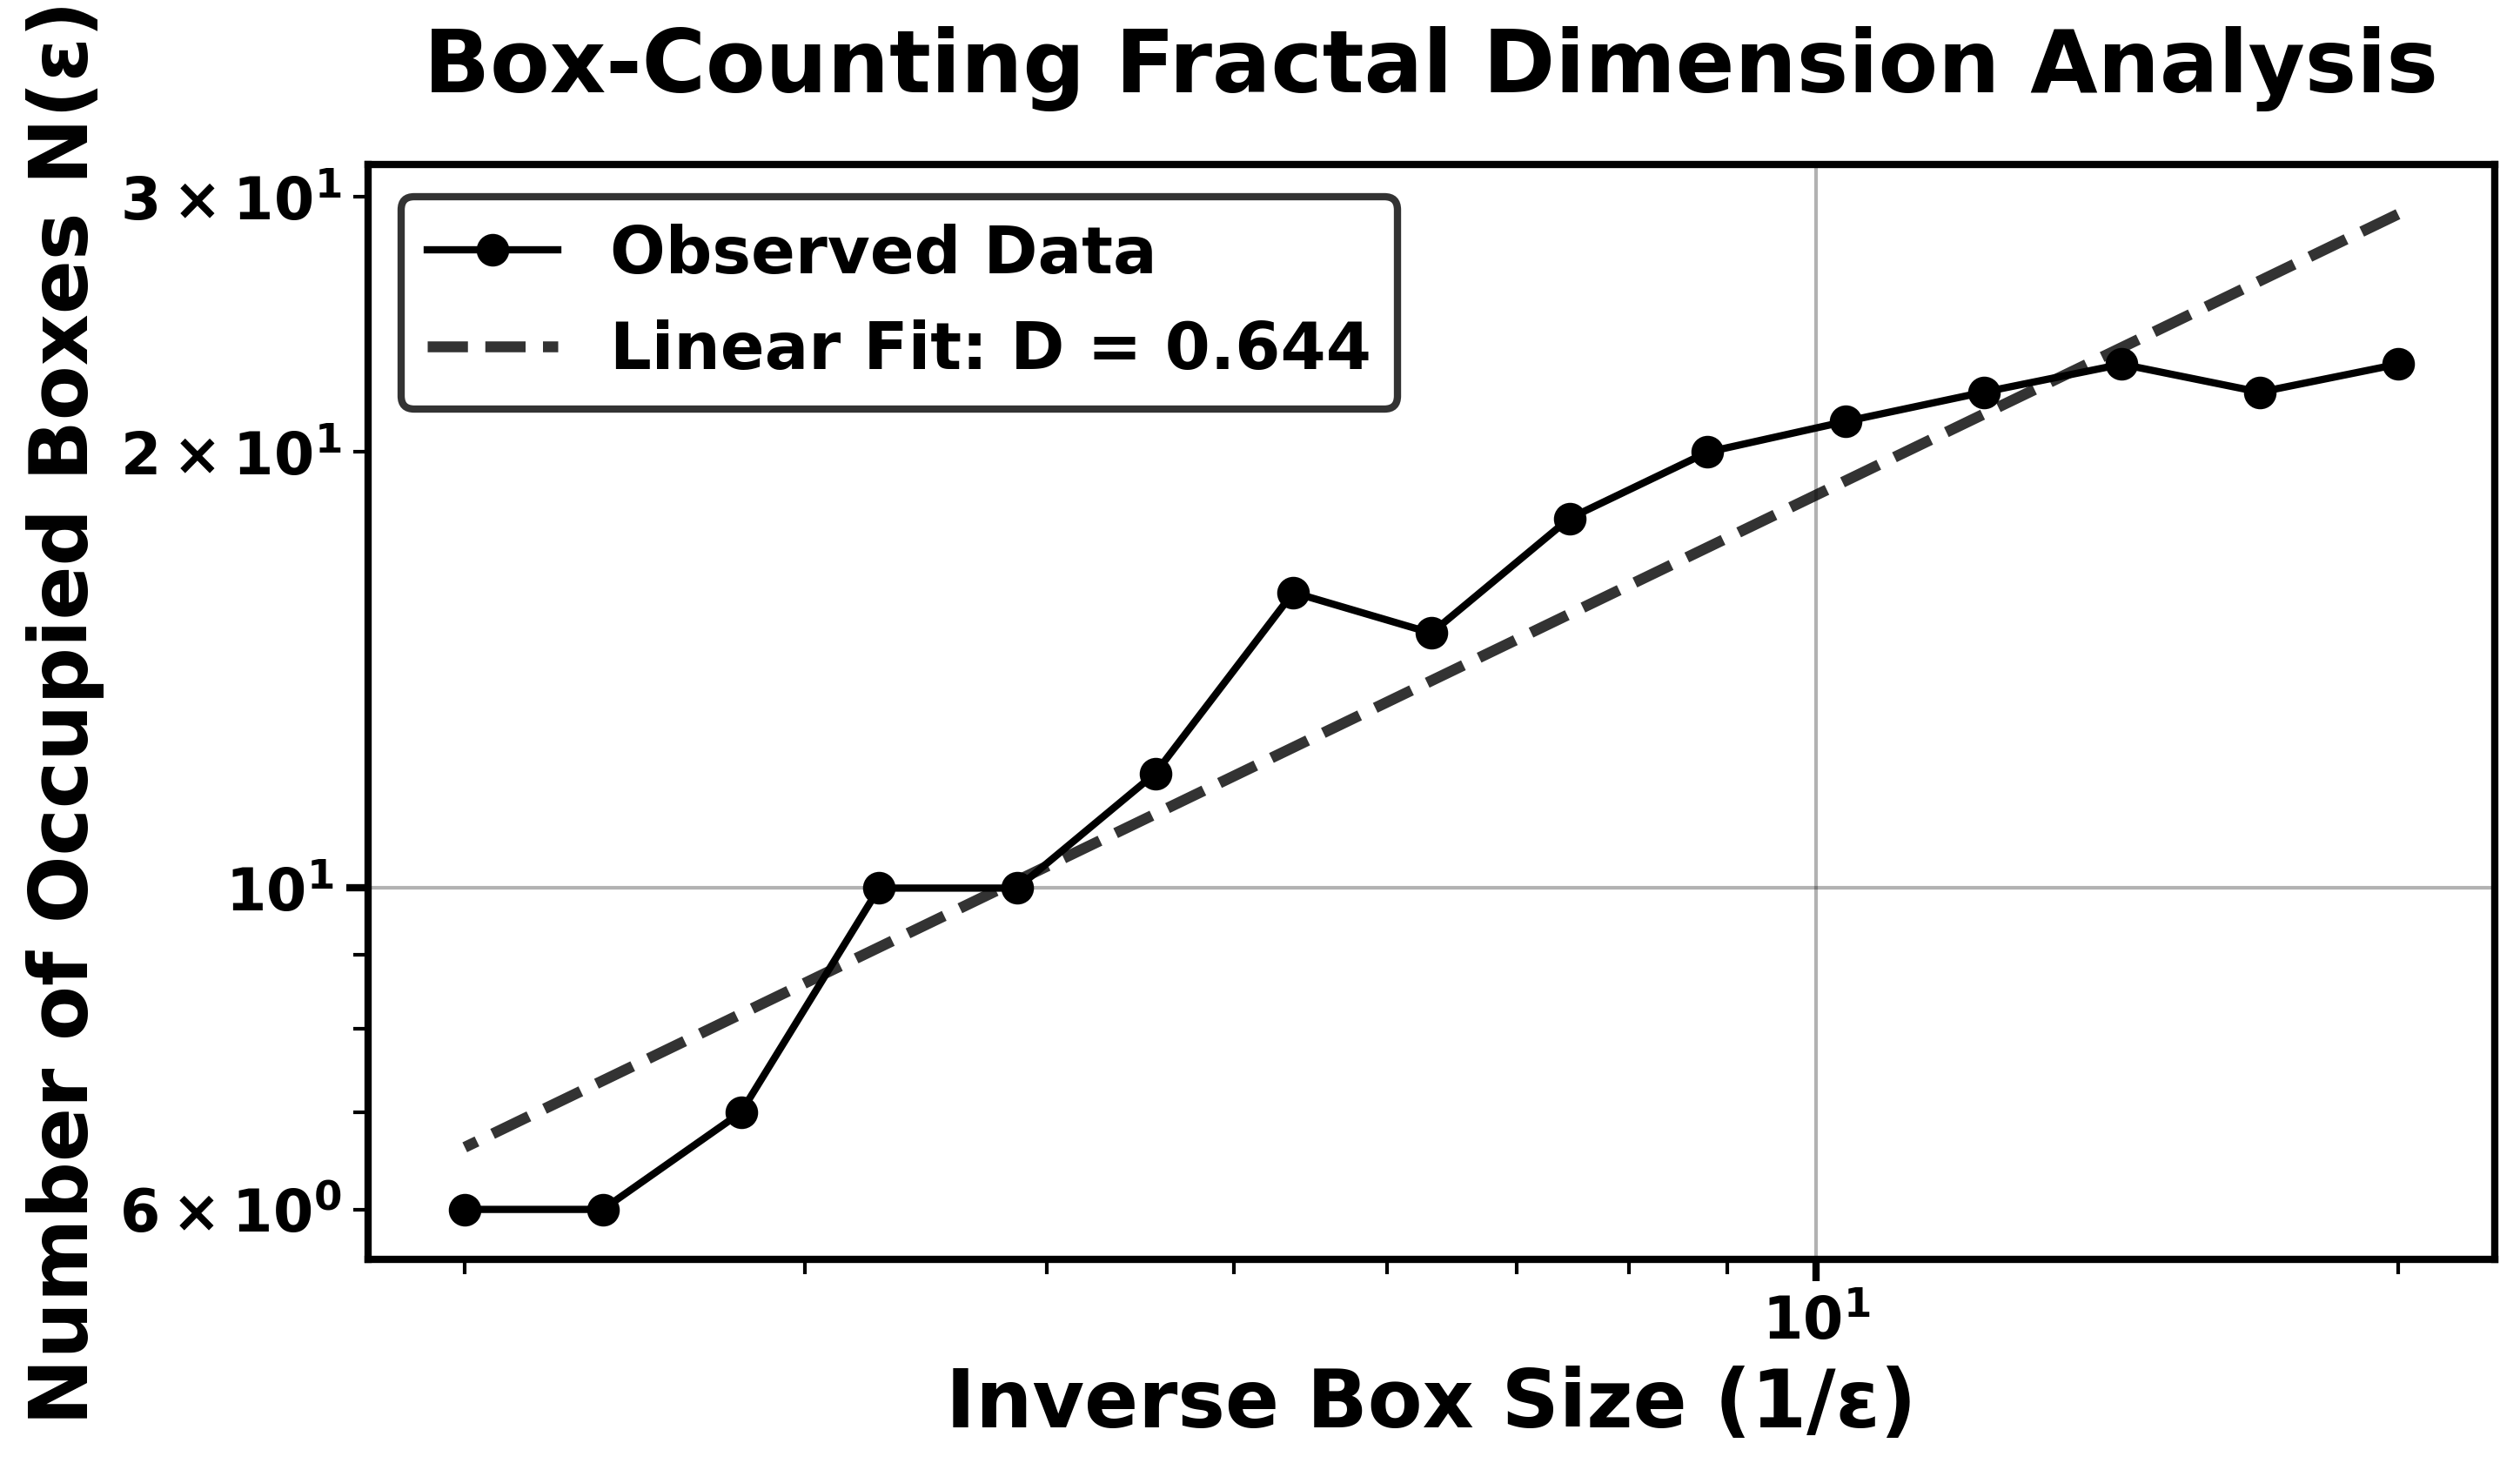 Box-Counting Fractal Dimension Analysis
Number of Occupied Boxes N(ε)
3 × 10¹
2 × 10¹
10¹
6 × 10⁰
Observed Data
Linear Fit: D = 0.644
10¹
Inverse Box Size (1/ε)